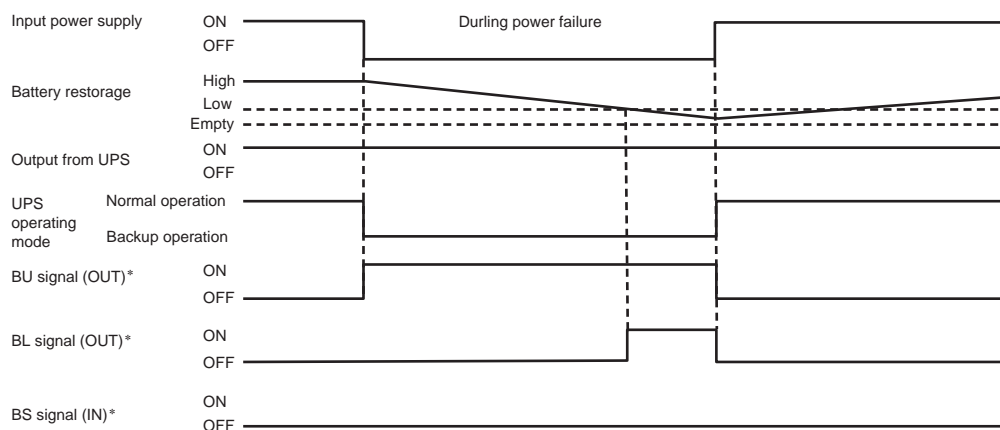 Input power supply
ON
OFF
Durling power failure
Battery restorage
High
Low
Empty
Output from UPS
ON
OFF
UPS
operating
mode
Normal operation
Backup operation
BU signal (OUT)*
ON
OFF
BL signal (OUT)*
ON
OFF
BS signal (IN)*
ON
OFF